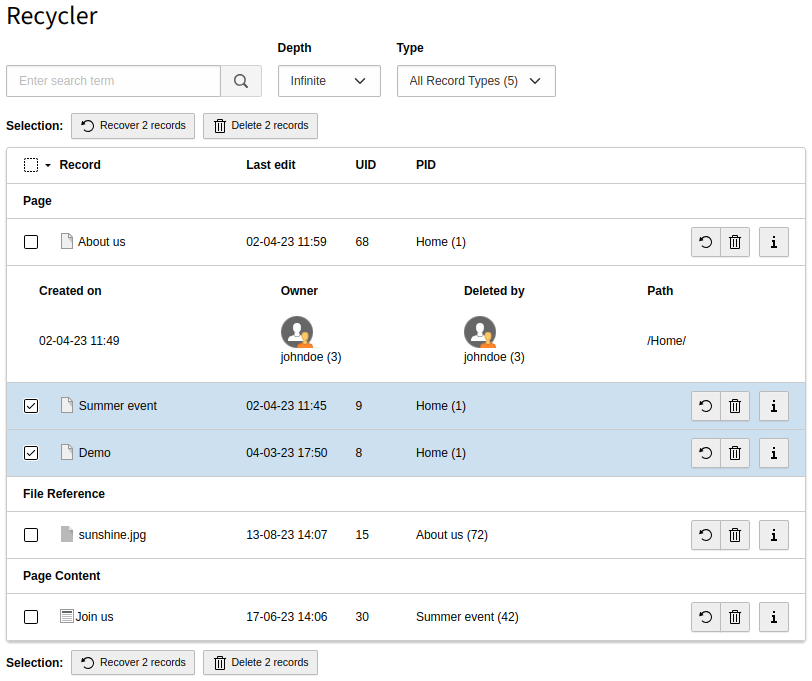 Recycler
Depth
Type
Enter search term
Infinite
All Record Types (5)
Selection: Recover 2 records Delete 2 records
Record Last edit UID PID
Page
About us 02-04-23 11:59 68 Home (1)
Created on Owner Deleted by Path
02-04-23 11:49 johndoe (3) johndoe (3) /Home/
Summer event 02-04-23 11:45 9 Home (1)
Demo 04-03-23 17:50 8 Home (1)
File Reference
sunshine.jpg 13-08-23 14:07 15 About us (72)
Page Content
Join us 17-06-23 14:06 30 Summer event (42)
Selection: Recover 2 records Delete 2 records